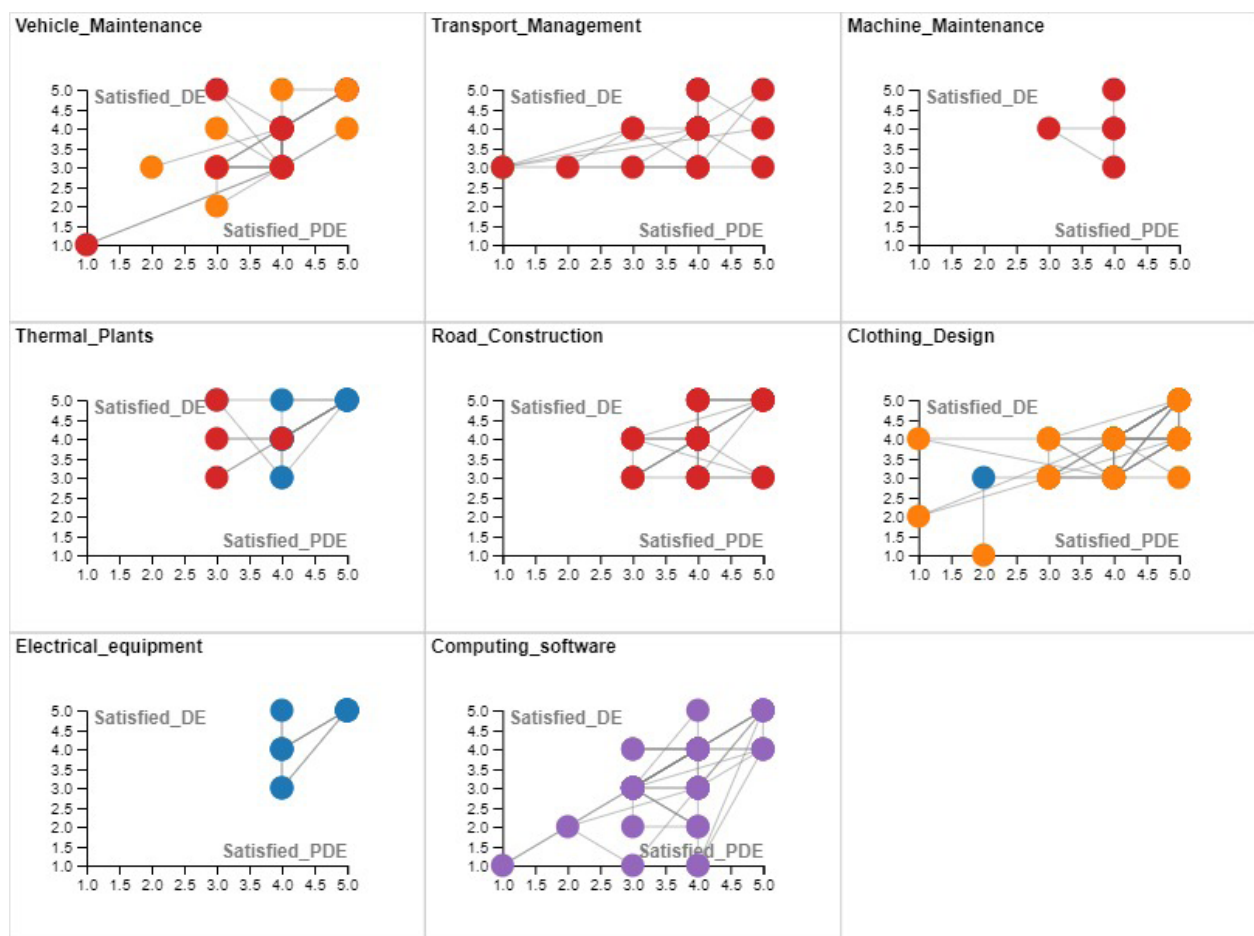 Vehicle_Maintenance
Transport_Management
Machine_Maintenance
5.0
4.5
4.0
3.5
3.0
2.5
2.0
1.5
1.0
Satisfied_DE
Satisfied_PDE
1.0 1.5 2.0 2.5 3.0 3.5 4.0 4.5 5.0
5.0
4.5
4.0
3.5
3.0
2.5
2.0
1.5
1.0
Satisfied_DE
Satisfied_PDE
1.0 1.5 2.0 2.5 3.0 3.5 4.0 4.5 5.0
5.0
4.5
4.0
3.5
3.0
2.5
2.0
1.5
1.0
Satisfied_DE
Satisfied_PDE
1.0 1.5 2.0 2.5 3.0 3.5 4.0 4.5 5.0
Thermal_Plants
Road_Construction
Clothing_Design
5.0
4.5
4.0
3.5
3.0
2.5
2.0
1.5
1.0
Satisfied_DE
Satisfied_PDE
1.0 1.5 2.0 2.5 3.0 3.5 4.0 4.5 5.0
5.0
4.5
4.0
3.5
3.0
2.5
2.0
1.5
1.0
Satisfied_DE
Satisfied_PDE
1.0 1.5 2.0 2.5 3.0 3.5 4.0 4.5 5.0
5.0
4.5
4.0
3.5
3.0
2.5
2.0
1.5
1.0
Satisfied_DE
Satisfied_PDE
1.0 1.5 2.0 2.5 3.0 3.5 4.0 4.5 5.0
Electrical_equipment
Computing_software
5.0
4.5
4.0
3.5
3.0
2.5
2.0
1.5
1.0
Satisfied_DE
Satisfied_PDE
1.0 1.5 2.0 2.5 3.0 3.5 4.0 4.5 5.0
5.0
4.5
4.0
3.5
3.0
2.5
2.0
1.5
1.0
Satisfied_DE
Satisfied_PDE
1.0 1.5 2.0 2.5 3.0 3.5 4.0 4.5 5.0